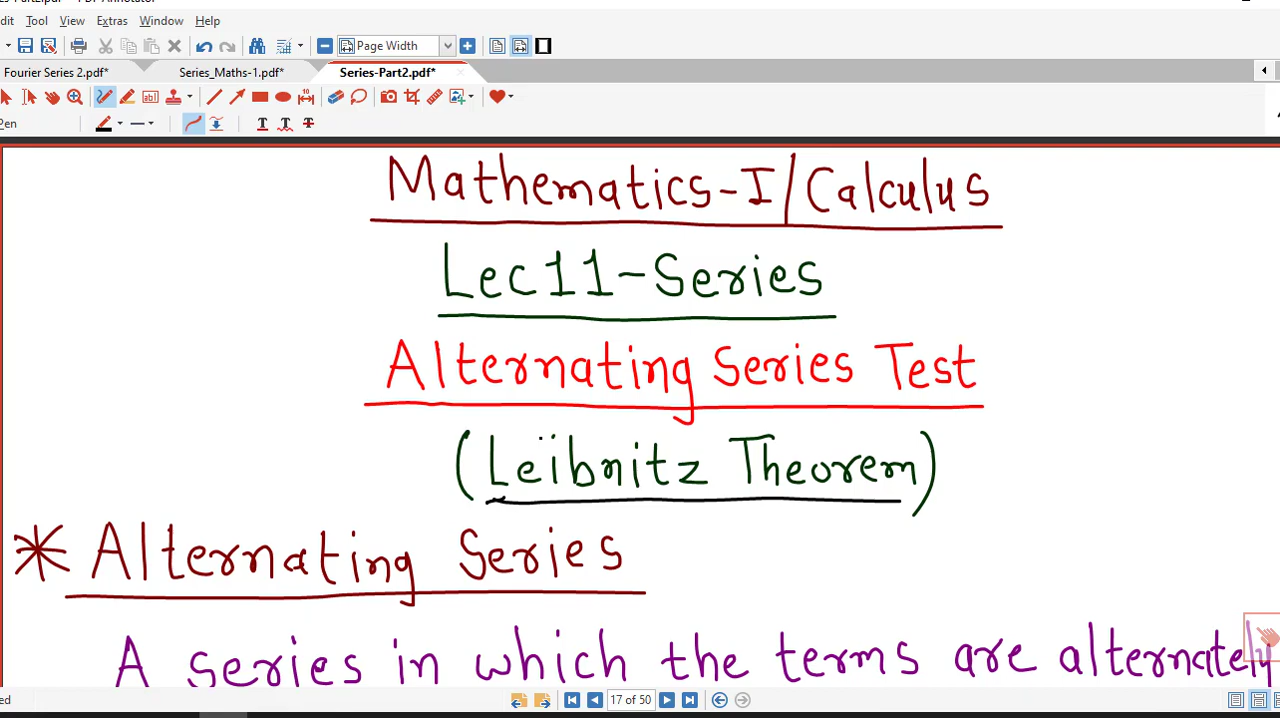 dit Tool View Extras Window Help
Page Width
Fourier Series 2.pdf* Series_Maths-1.pdf* Series-Part2.pdf*
Pen
Mathematics-I/Calculus
Lec11-Series
Alternating Series Test
(Leibnitz Theorem)
* Alternating Series
A series in which the terms are alternately
17 of 50